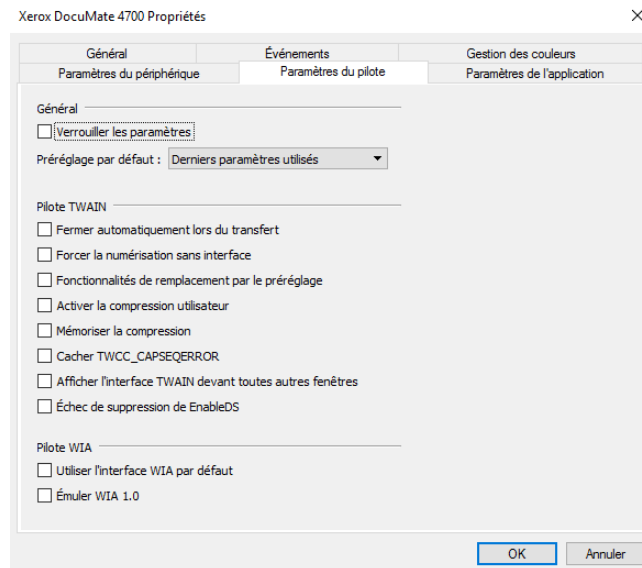 Xerox DocuMate 4700 Propriétés
Général Événements Gestion des couleurs
Paramètres du périphérique Paramètres du pilote Paramètres de l'application
Général
Verrouiller les paramètres
Préréglage par défaut : Derniers paramètres utilisés
Pilote TWAIN
Fermer automatiquement lors du transfert
Forcer la numérisation sans interface
Fonctionnalités de remplacement par le préréglage
Activer la compression utilisateur
Mémoriser la compression
Cacher TWCC_CAPSEQERROR
Afficher l'interface TWAIN devant toutes autres fenêtres
Échec de suppression de EnableDS
Pilote WIA
Utiliser l'interface WIA par défaut
Émuler WIA 1.0
OK Annuler